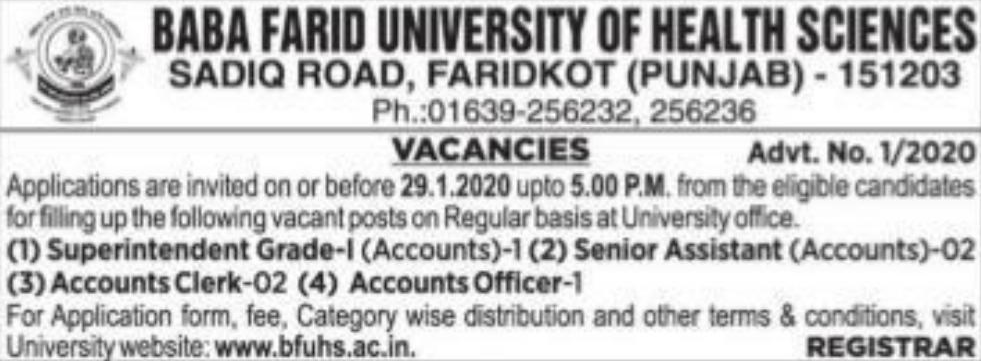 BABA FARID UNIVERSITY OF HEALTH SCIENCES
SADIQ ROAD, FARIDKOT (PUNJAB) - 151203
Ph.:01639-256232, 256236
VACANCIES Advt. No. 1/2020
Applications are invited on or before 29.1.2020 upto 5.00 P.M. from the eligible candidates
for filling up the following vacant posts on Regular basis at University office.
(1) Superintendent Grade-I (Accounts)-1 (2) Senior Assistant (Accounts)-02
(3) Accounts Clerk-02 (4) Accounts Officer-1
For Application form, fee, Category wise distribution and other terms & conditions, visit
University website: www.bfuhs.ac.in. REGISTRAR